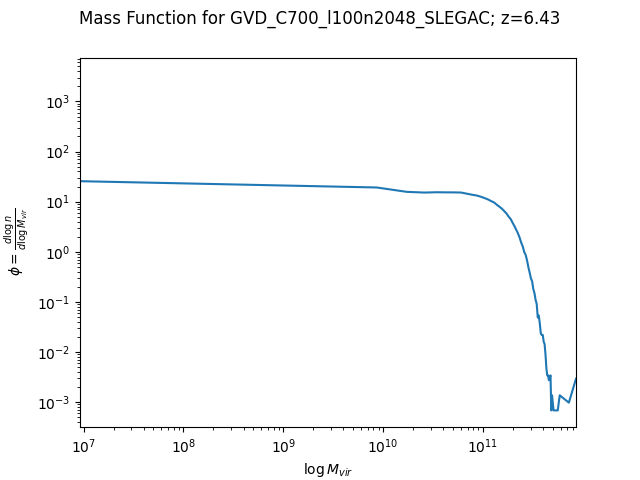 Mass Function for GVD_C700_l100n2048_SLEGAC; z=6.43
10³
10²
10¹
10⁰
10⁻¹
10⁻²
10⁻³
ϕ = d log n / d log M_vir
10⁷ 10⁸ 10⁹ 10¹⁰ 10¹¹
log M_vir